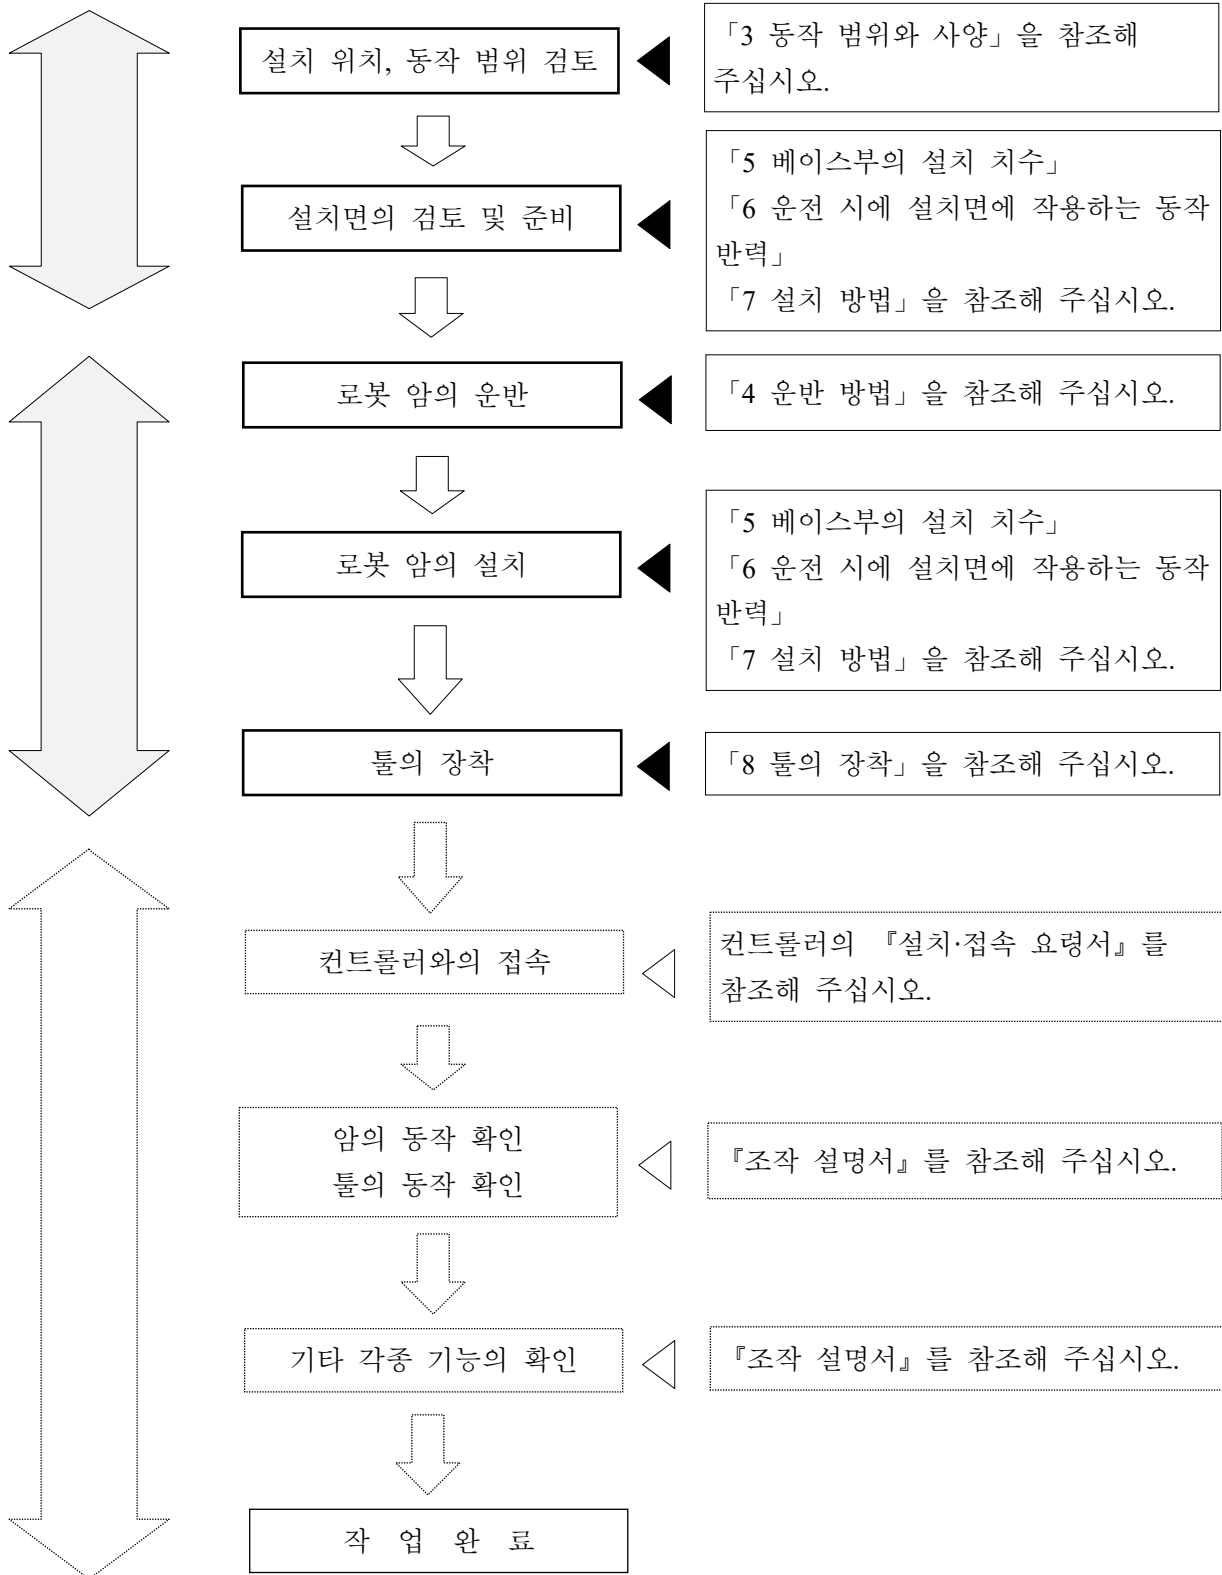 설치 위치, 동작 범위 검토
「3 동작 범위와 사양」을 참조해
주십시오.
설치면의 검토 및 준비
「5 베이스부의 설치 치수」
「6 운전 시에 설치면에 작용하는 동작
반력」
「7 설치 방법」을 참조해 주십시오.
로봇 암의 운반
「4 운반 방법」을 참조해 주십시오.
로봇 암의 설치
「5 베이스부의 설치 치수」
「6 운전 시에 설치면에 작용하는 동작
반력」
「7 설치 방법」을 참조해 주십시오.
툴의 장착
「8 툴의 장착」을 참조해 주십시오.
컨트롤러와의 접속
컨트롤러의 『설치·접속 요령서』를
참조해 주십시오.
암의 동작 확인
툴의 동작 확인
『조작 설명서』를 참조해 주십시오.
기타 각종 기능의 확인
『조작 설명서』를 참조해 주십시오.
작 업 완 료